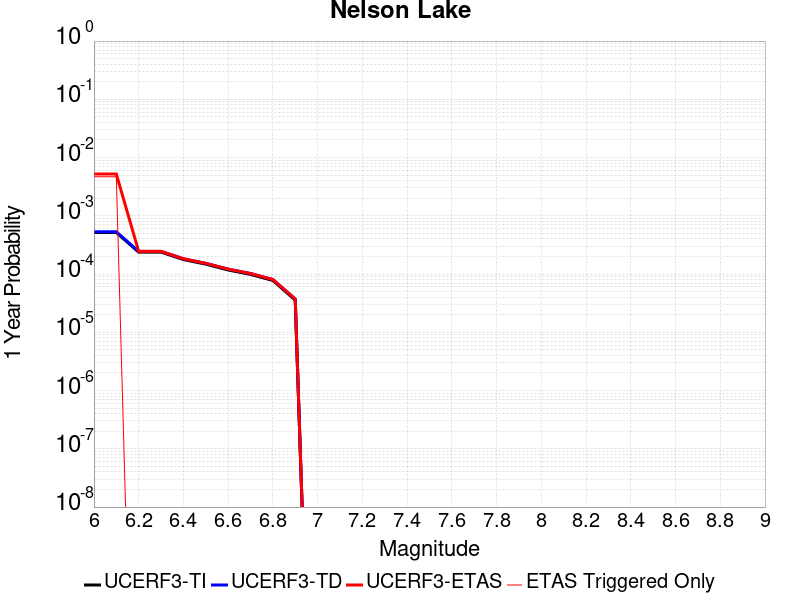 Nelson Lake
10^0
10^-1
10^-2
10^-3
10^-4
10^-5
10^-6
10^-7
10^-8
1 Year Probability
6 6.2 6.4 6.6 6.8 7 7.2 7.4 7.6 7.8 8 8.2 8.4 8.6 8.8 9
Magnitude
UCERF3-TI UCERF3-TD UCERF3-ETAS ETAS Triggered Only